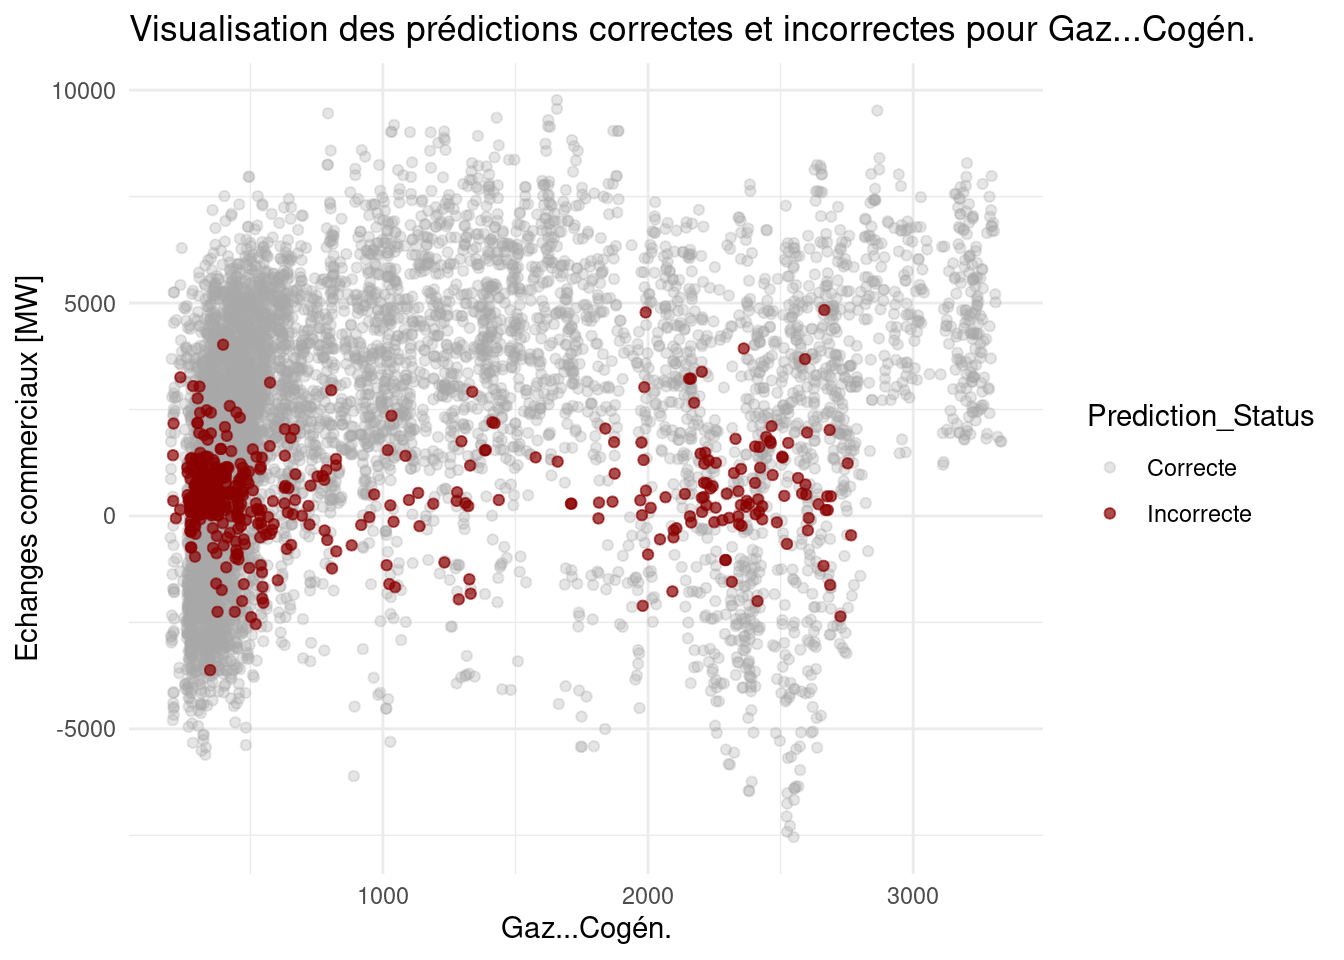 Visualisation des prédictions correctes et incorrectes pour Gaz...Cogén.
10000
5000
0
-5000
Echanges commerciaux [MW]
1000
2000
3000
Gaz...Cogén.
Prediction_Status
Correcte
Incorrecte